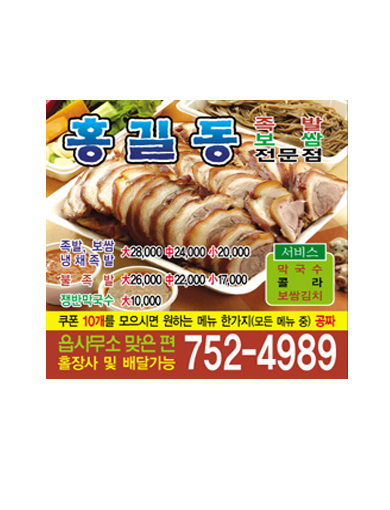 홍길동 족발 보쌈 전문점
족발, 보쌈
냉채족발 大28,000 中24,000 小20,000
불족발 大26,000 中22,000 小17,000
쟁반막국수 大10,000
서비스
막국수
콜라
보쌈김치
쿠폰 10개를 모으시면 원하는 메뉴 한가지(모든 메뉴 중) 공짜
읍사무소 맞은 편
홀장사 및 배달가능
752-4989